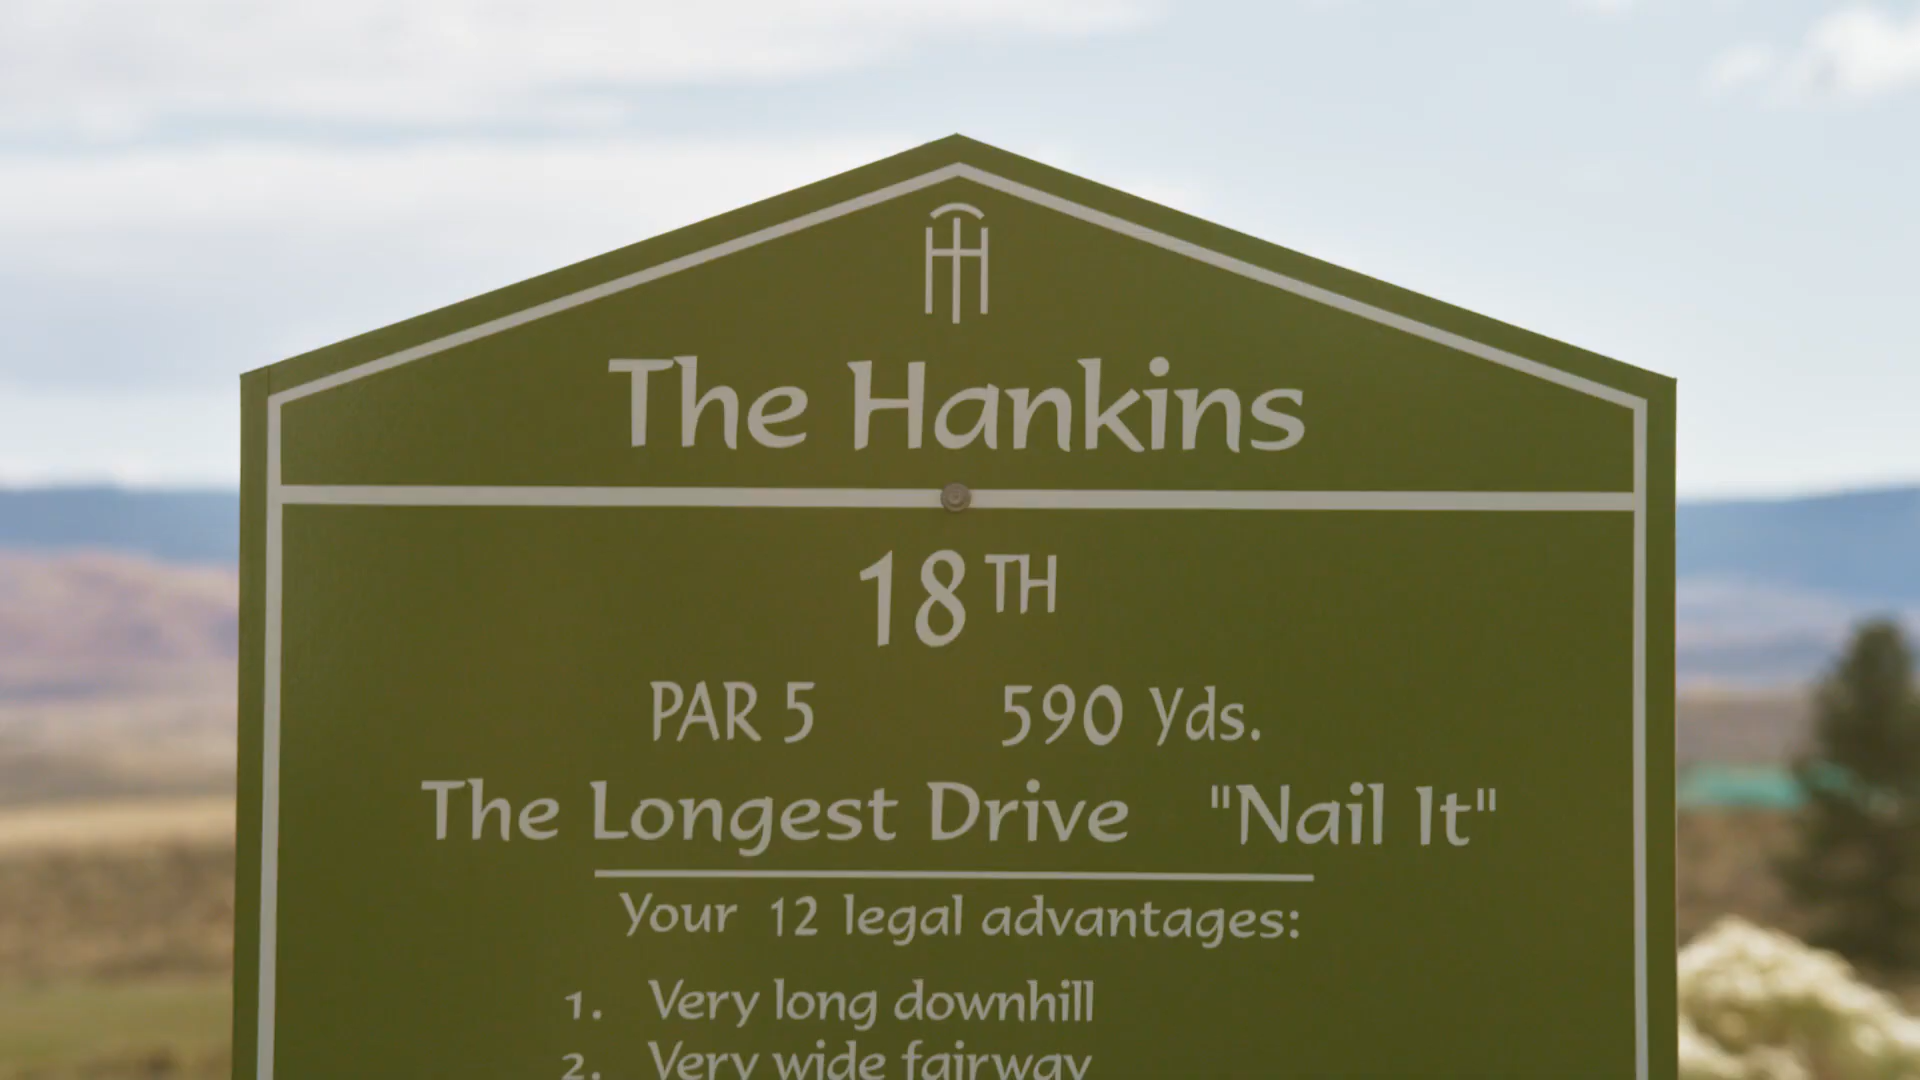 The Hankins
18TH
PAR 5 590 Yds.
The Longest Drive "Nail It"
Your 12 legal advantages:
1. Very long downhill
2. Very wide fairway